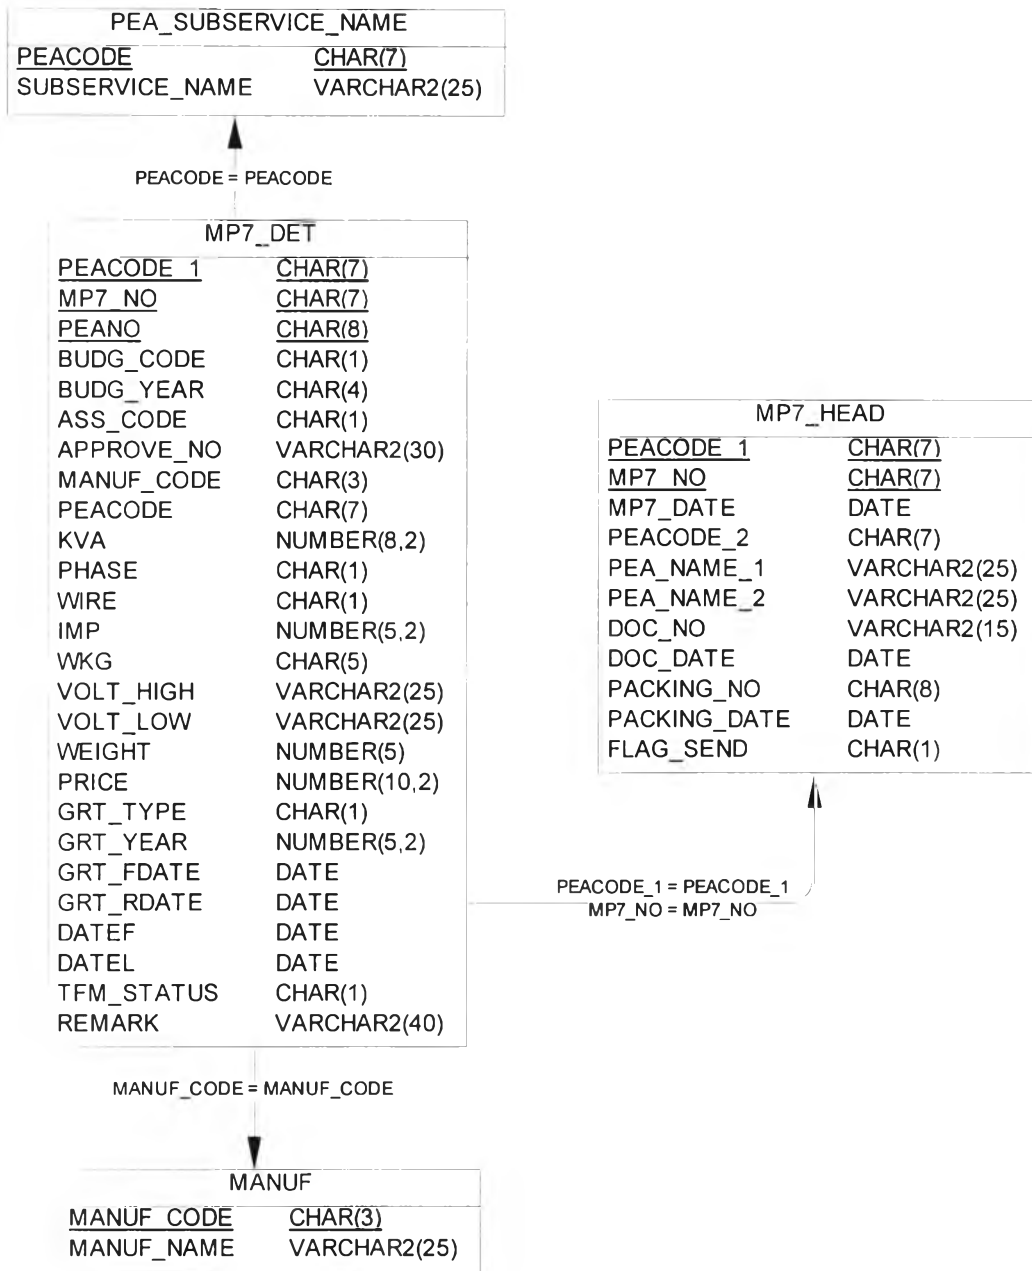 PEA_SUBSERVICE_NAME
PEACODE CHAR(7)
SUBSERVICE_NAME VARCHAR2(25)
PEACODE = PEACODE
MP7_DET
PEACODE_1 CHAR(7)
MP7_NO CHAR(7)
PEANO CHAR(8)
BUDG_CODE CHAR(1)
BUDG_YEAR CHAR(4)
ASS_CODE CHAR(1)
APPROVE_NO VARCHAR2(30)
MANUF_CODE CHAR(3)
PEACODE CHAR(7)
KVA NUMBER(8,2)
PHASE CHAR(1)
WIRE CHAR(1)
IMP NUMBER(5,2)
WKG CHAR(5)
VOLT_HIGH VARCHAR2(25)
VOLT_LOW VARCHAR2(25)
WEIGHT NUMBER(5)
PRICE NUMBER(10,2)
GRT_TYPE CHAR(1)
GRT_YEAR NUMBER(5,2)
GRT_FDATE DATE
GRT_RDATE DATE
DATEF DATE
DATEL DATE
TFM_STATUS CHAR(1)
REMARK VARCHAR2(40)
MP7_HEAD
PEACODE_1 CHAR(7)
MP7_NO CHAR(7)
MP7_DATE DATE
PEACODE_2 CHAR(7)
PEA_NAME_1 VARCHAR2(25)
PEA_NAME_2 VARCHAR2(25)
DOC_NO VARCHAR2(15)
DOC_DATE DATE
PACKING_NO CHAR(8)
PACKING_DATE DATE
FLAG_SEND CHAR(1)
PEACODE_1 = PEACODE_1
MP7_NO = MP7_NO
MANUF_CODE = MANUF_CODE
MANUF
MANUF_CODE CHAR(3)
MANUF_NAME VARCHAR2(25)